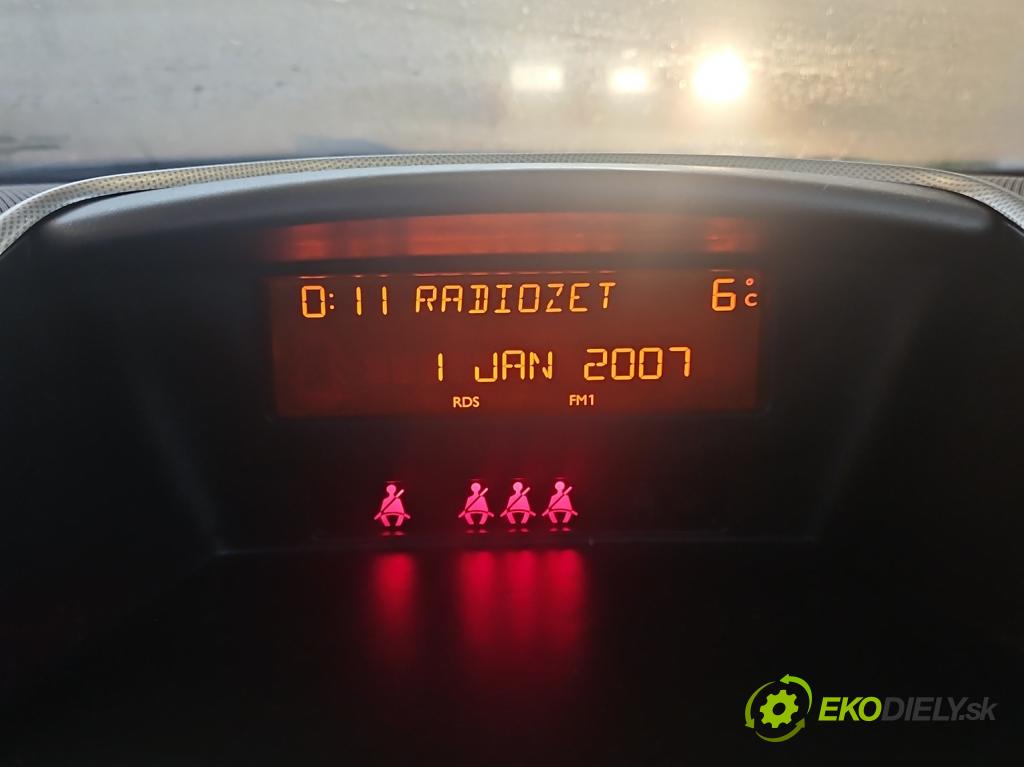 0:11 RADIOZET 6°C
1 JAN 2007
RDS FM1
EKODIELY.sk